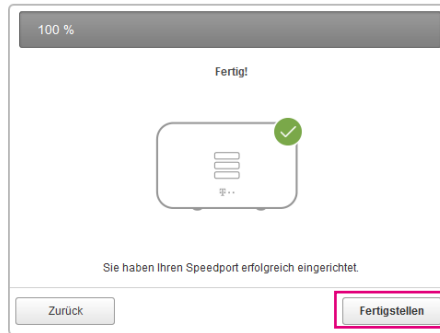 100 %
Fertig!
T··
Sie haben Ihren Speedport erfolgreich eingerichtet.
Zurück
Fertigstellen